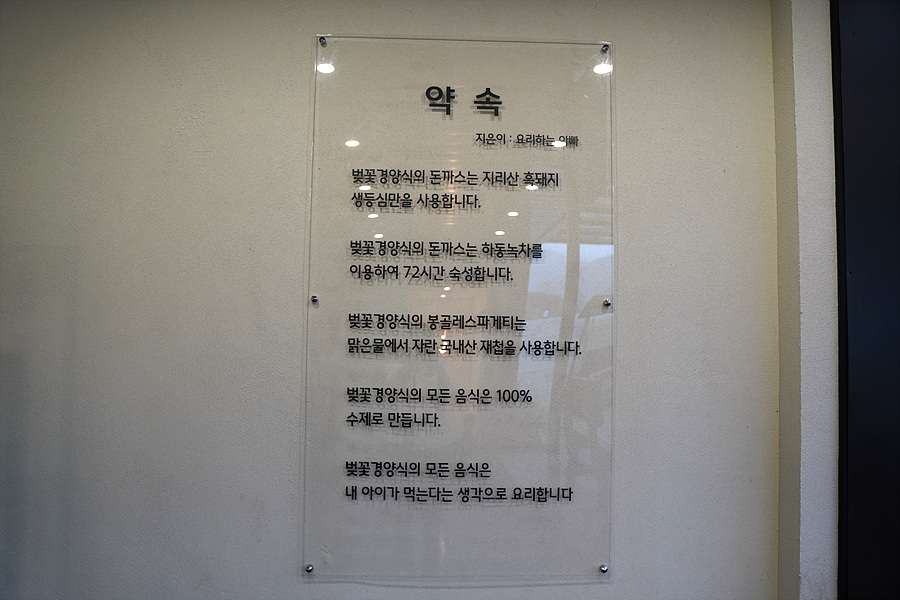 약 속
지은이 : 요리하는 아빠
벚꽃경양식의 돈까스는 지리산 흑돼지
생등심만을 사용합니다.
벚꽃경양식의 돈까스는 하동녹차를
이용하여 72시간 숙성합니다.
벚꽃경양식의 봉골레스파게티는
맑은물에서 자란 국내산 재첩을 사용합니다.
벚꽃경양식의 모든 음식은 100%
수제로 만듭니다.
벚꽃경양식의 모든 음식은
내 아이가 먹는다는 생각으로 요리합니다